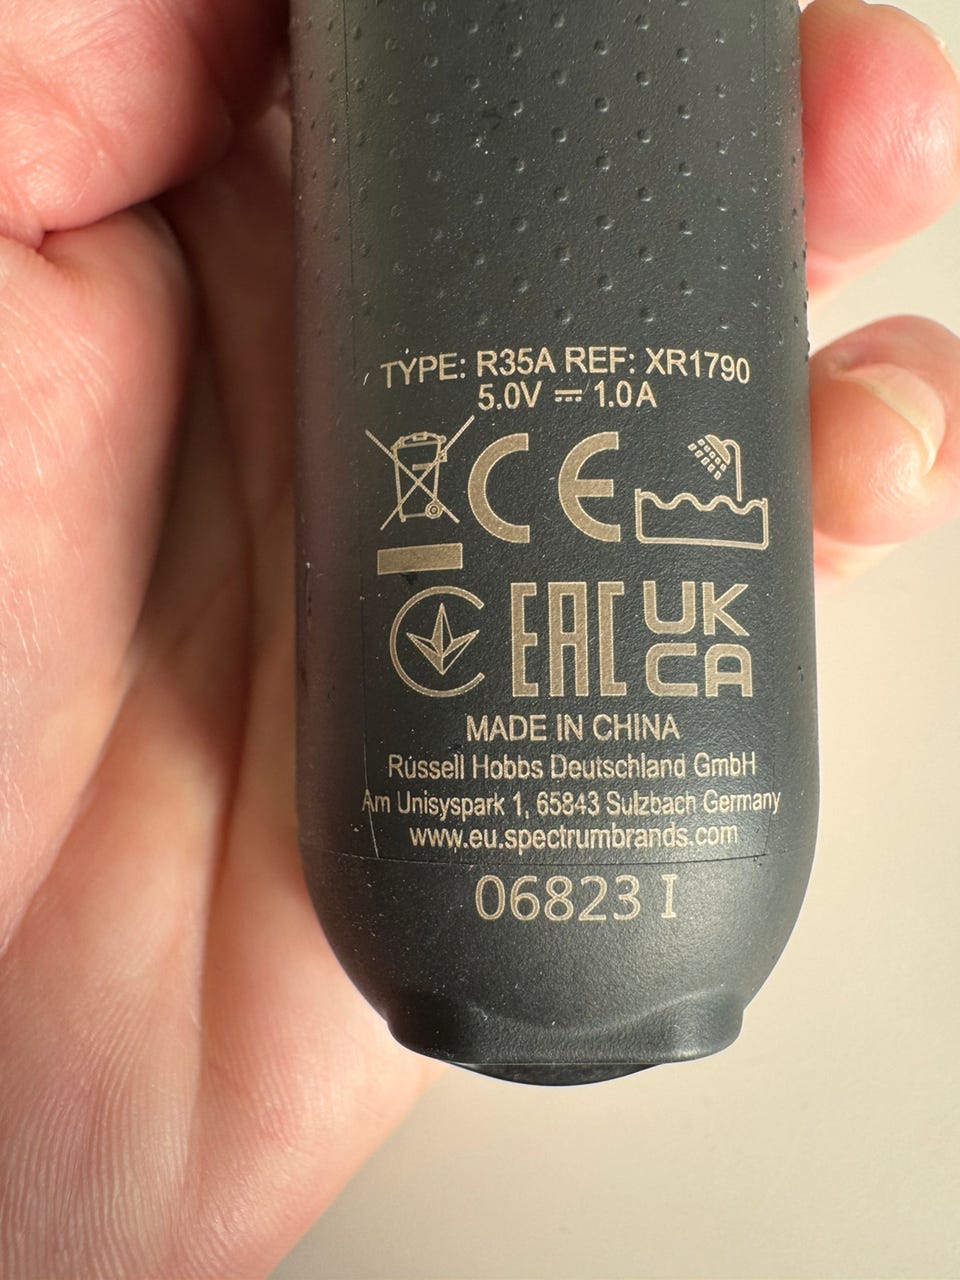 TYPE: R35A REF: XR1790
5.0V ⎓ 1.0A
CE
EAC
UK
CA
MADE IN CHINA
Russell Hobbs Deutschland GmbH
Am Unisyspark 1, 65843 Sulzbach Germany
www.eu.spectrumbrands.com
06823 I